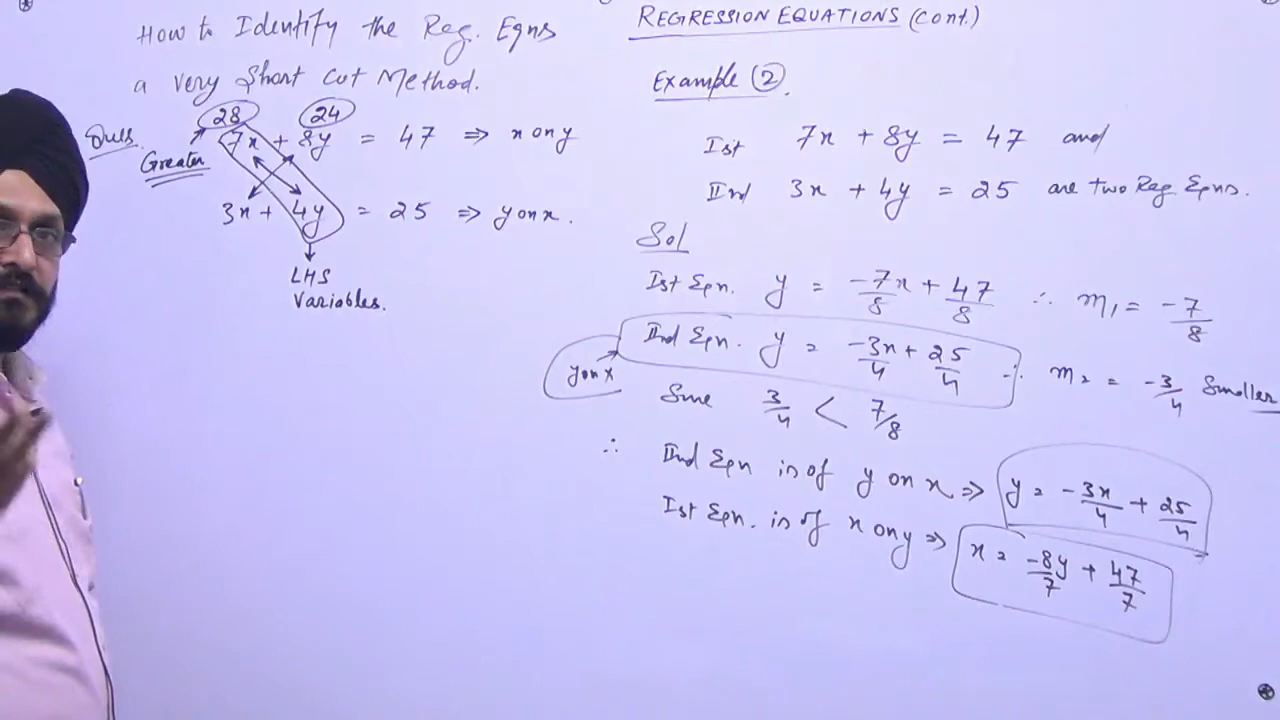 How to Identify the Reg. Eqns
a very Short Cut Method.
28 24
Ques. 7x + 8y = 47 ⇒ x on y
Greater
3x + 4y = 25 ⇒ y on x.
LHS
Variables.
REGRESSION EQUATIONS (Cont.)
Example ②.
Ist 7x + 8y = 47 and
IInd 3x + 4y = 25 are two Reg. Eqns.
Sol
Ist Eqn. y = -7x/8 + 47/8 ∴ m₁ = -7/8
IInd Eqn. y = -3x/4 + 25/4 ∴ m₂ = -3/4 Smaller
y on x
Since 3/4 < 7/8
∴ IInd Eqn is of y on x ⇒ y = -3x/4 + 25/4
Ist Eqn. is of x on y ⇒ x = -8y/7 + 47/7